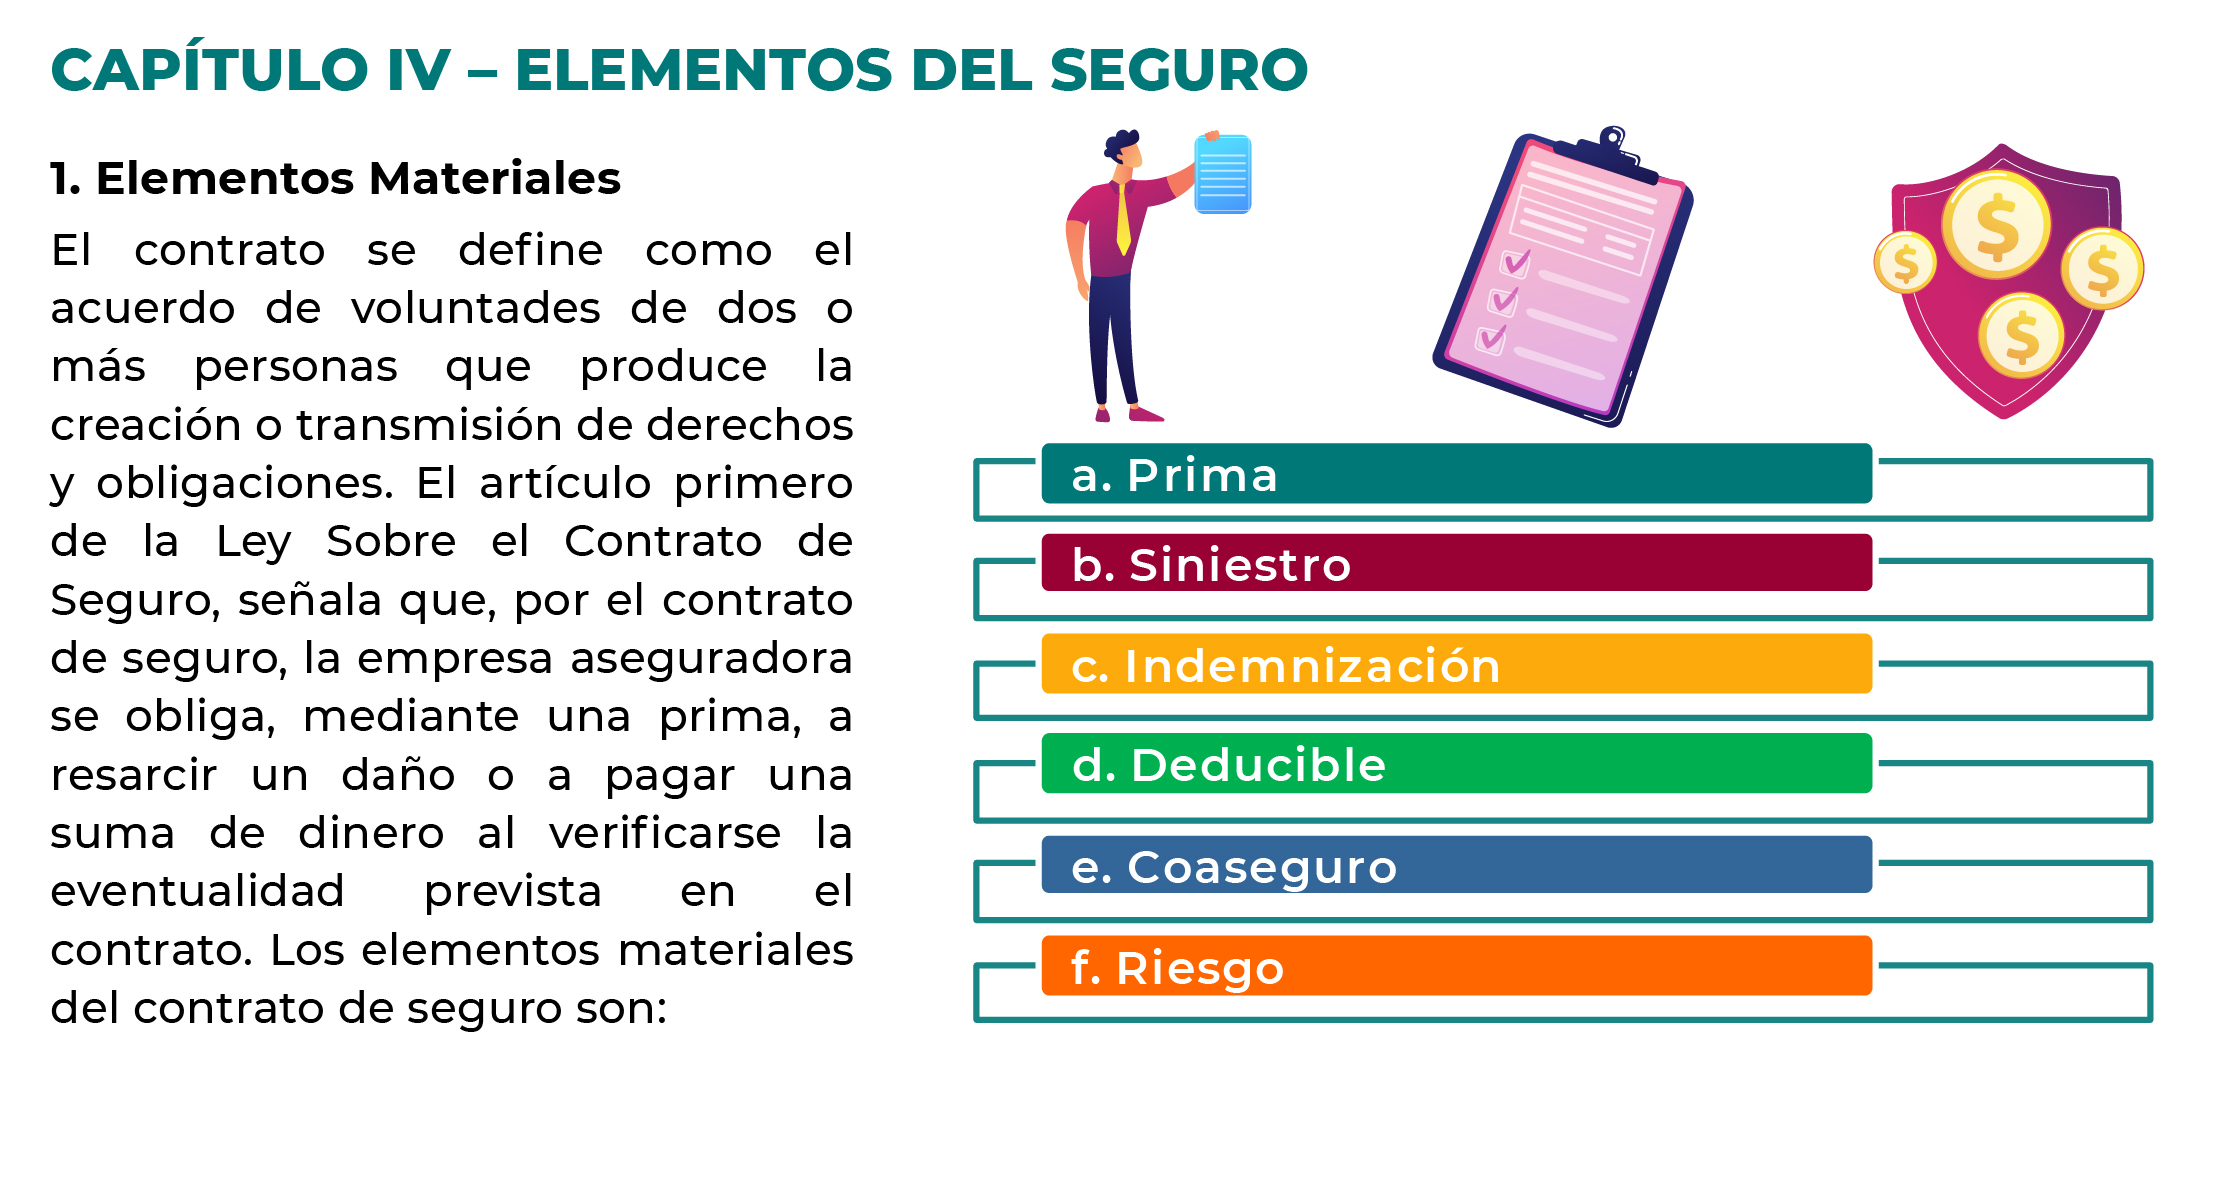 CAPÍTULO IV – ELEMENTOS DEL SEGURO
1. Elementos Materiales
El contrato se define como el
acuerdo de voluntades de dos o
más personas que produce la
creación o transmisión de derechos
y obligaciones. El artículo primero
de la Ley Sobre el Contrato de
Seguro, señala que, por el contrato
de seguro, la empresa aseguradora
se obliga, mediante una prima, a
resarcir un daño o a pagar una
suma de dinero al verificarse la
eventualidad prevista en el
contrato. Los elementos materiales
del contrato de seguro son:
$
$
$
$
a. Prima
b. Siniestro
c. Indemnización
d. Deducible
e. Coaseguro
f. Riesgo